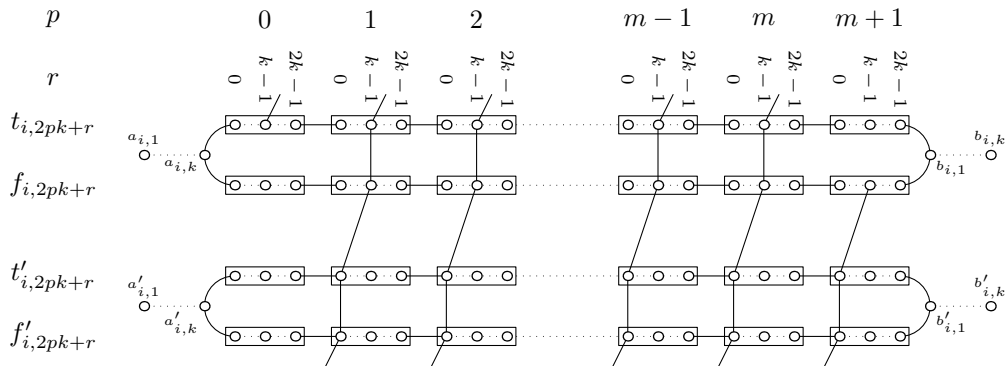 p 0 1 2 m − 1 m m + 1
r 0 k − 1 2k − 1 0 k − 1 2k − 1 0 k − 1 2k − 1 0 k − 1 2k − 1 0 k − 1 2k − 1 0 k − 1 2k − 1
t_{i,2pk+r}
a_{i,1} a_{i,k} b_{i,1} b_{i,k}
f_{i,2pk+r}
t'_{i,2pk+r}
a'_{i,1} a'_{i,k} b'_{i,1} b'_{i,k}
f'_{i,2pk+r}